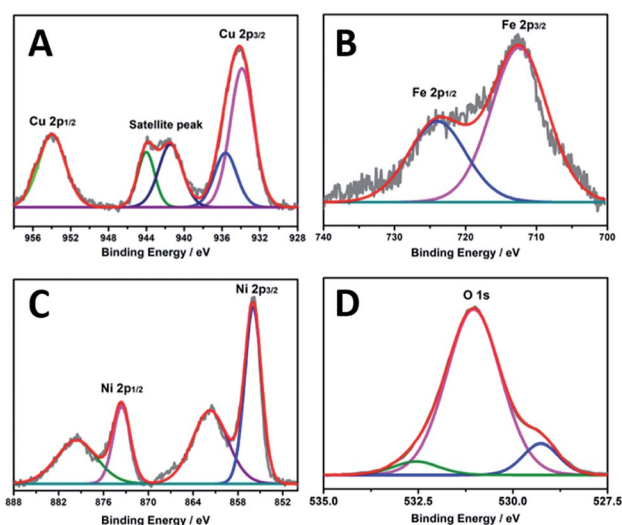 A
Cu 2p3/2
Cu 2p1/2
Satellite peak
956 952 948 944 940 936 932 928
Binding Energy / eV
B
Fe 2p3/2
Fe 2p1/2
740 730 720 710 700
Binding Energy / eV
C
Ni 2p3/2
Ni 2p1/2
888 882 876 870 864 858 852
Binding Energy / eV
D
O 1s
535.0 532.5 530.0 527.5
Binding Energy / eV